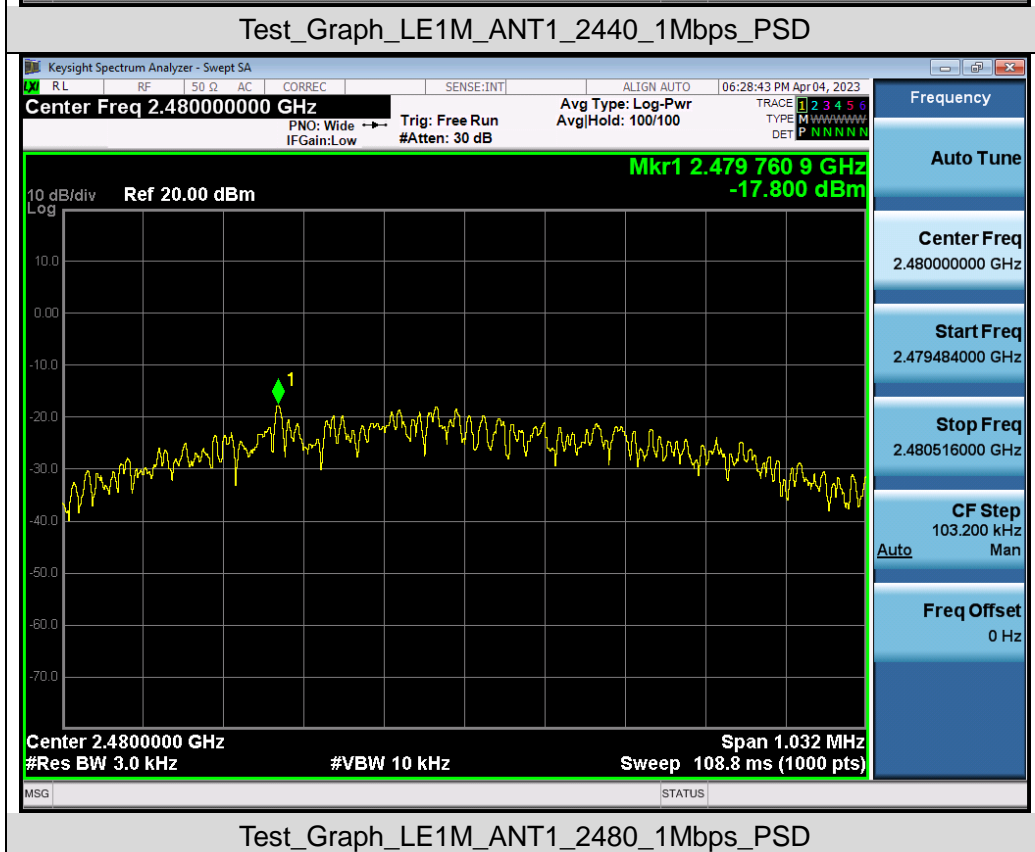 Test_Graph_LE1M_ANT1_2440_1Mbps_PSD
Keysight Spectrum Analyzer - Swept SA
LXI RL RF 50 Ω AC CORREC SENSE:INT ALIGN AUTO 06:28:43 PM Apr 04, 2023
Center Freq 2.480000000 GHz
PNO: Wide
IFGain:Low
Trig: Free Run
#Atten: 30 dB
Avg Type: Log-Pwr
Avg|Hold: 100/100
TRACE 1 2 3 4 5 6
TYPE M WWWWW
DET P N N N N N
Mkr1 2.479 760 9 GHz
-17.800 dBm
10 dB/div Ref 20.00 dBm
Log
10.0
0.00
-10.0
1
-20.0
-30.0
-40.0
-50.0
-60.0
-70.0
Center 2.4800000 GHz Span 1.032 MHz
#Res BW 3.0 kHz #VBW 10 kHz Sweep 108.8 ms (1000 pts)
MSG STATUS
Frequency
Auto Tune
Center Freq
2.480000000 GHz
Start Freq
2.479484000 GHz
Stop Freq
2.480516000 GHz
CF Step
103.200 kHz
Auto Man
Freq Offset
0 Hz
Test_Graph_LE1M_ANT1_2480_1Mbps_PSD